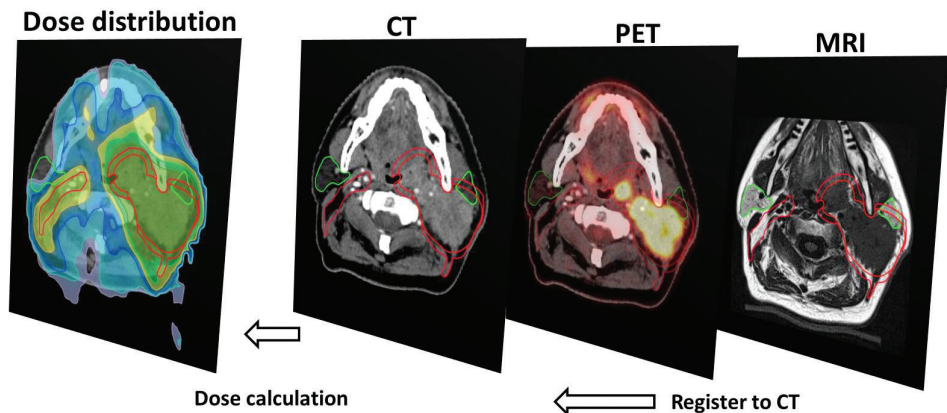 Dose distribution
CT
PET
MRI
Dose calculation
Register to CT